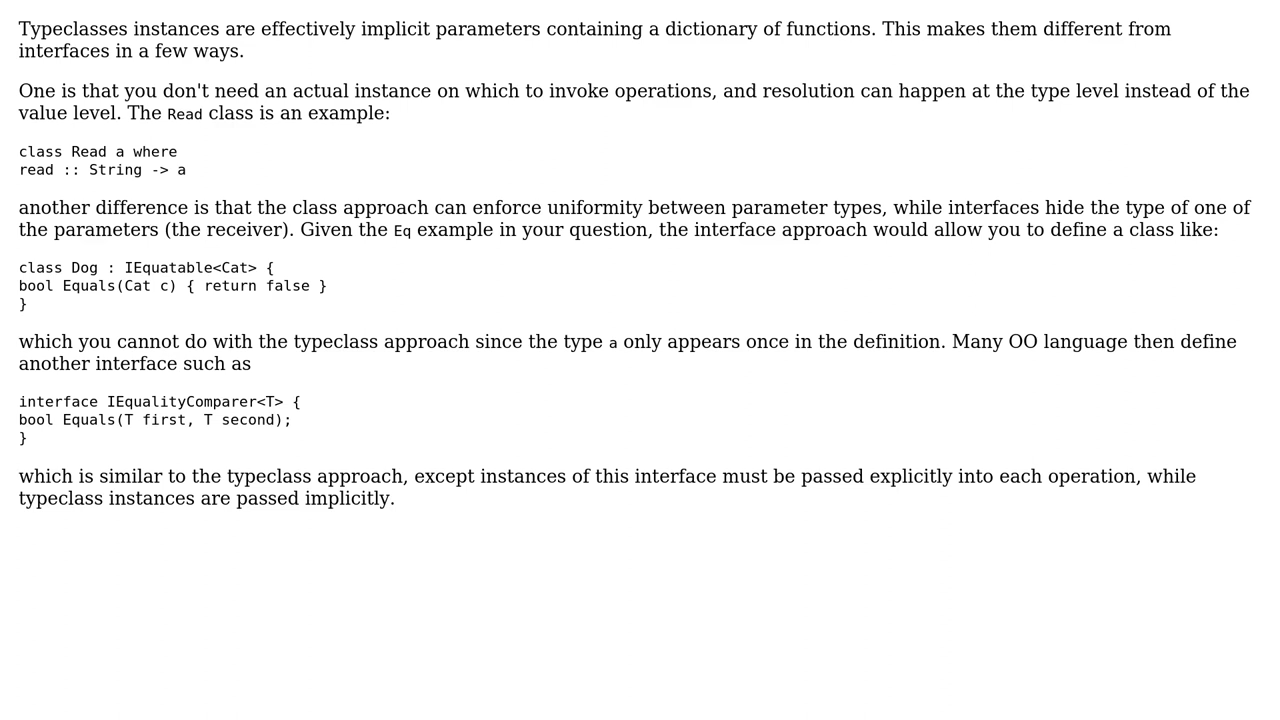 Typeclasses instances are effectively implicit parameters containing a dictionary of functions. This makes them different from
interfaces in a few ways.
One is that you don't need an actual instance on which to invoke operations, and resolution can happen at the type level instead of the
value level. The Read class is an example:
class Read a where
read :: String -> a
another difference is that the class approach can enforce uniformity between parameter types, while interfaces hide the type of one of
the parameters (the receiver). Given the Eq example in your question, the interface approach would allow you to define a class like:
class Dog : IEquatable<Cat> {
bool Equals(Cat c) { return false }
}
which you cannot do with the typeclass approach since the type a only appears once in the definition. Many OO language then define
another interface such as
interface IEqualityComparer<T> {
bool Equals(T first, T second);
}
which is similar to the typeclass approach, except instances of this interface must be passed explicitly into each operation, while
typeclass instances are passed implicitly.